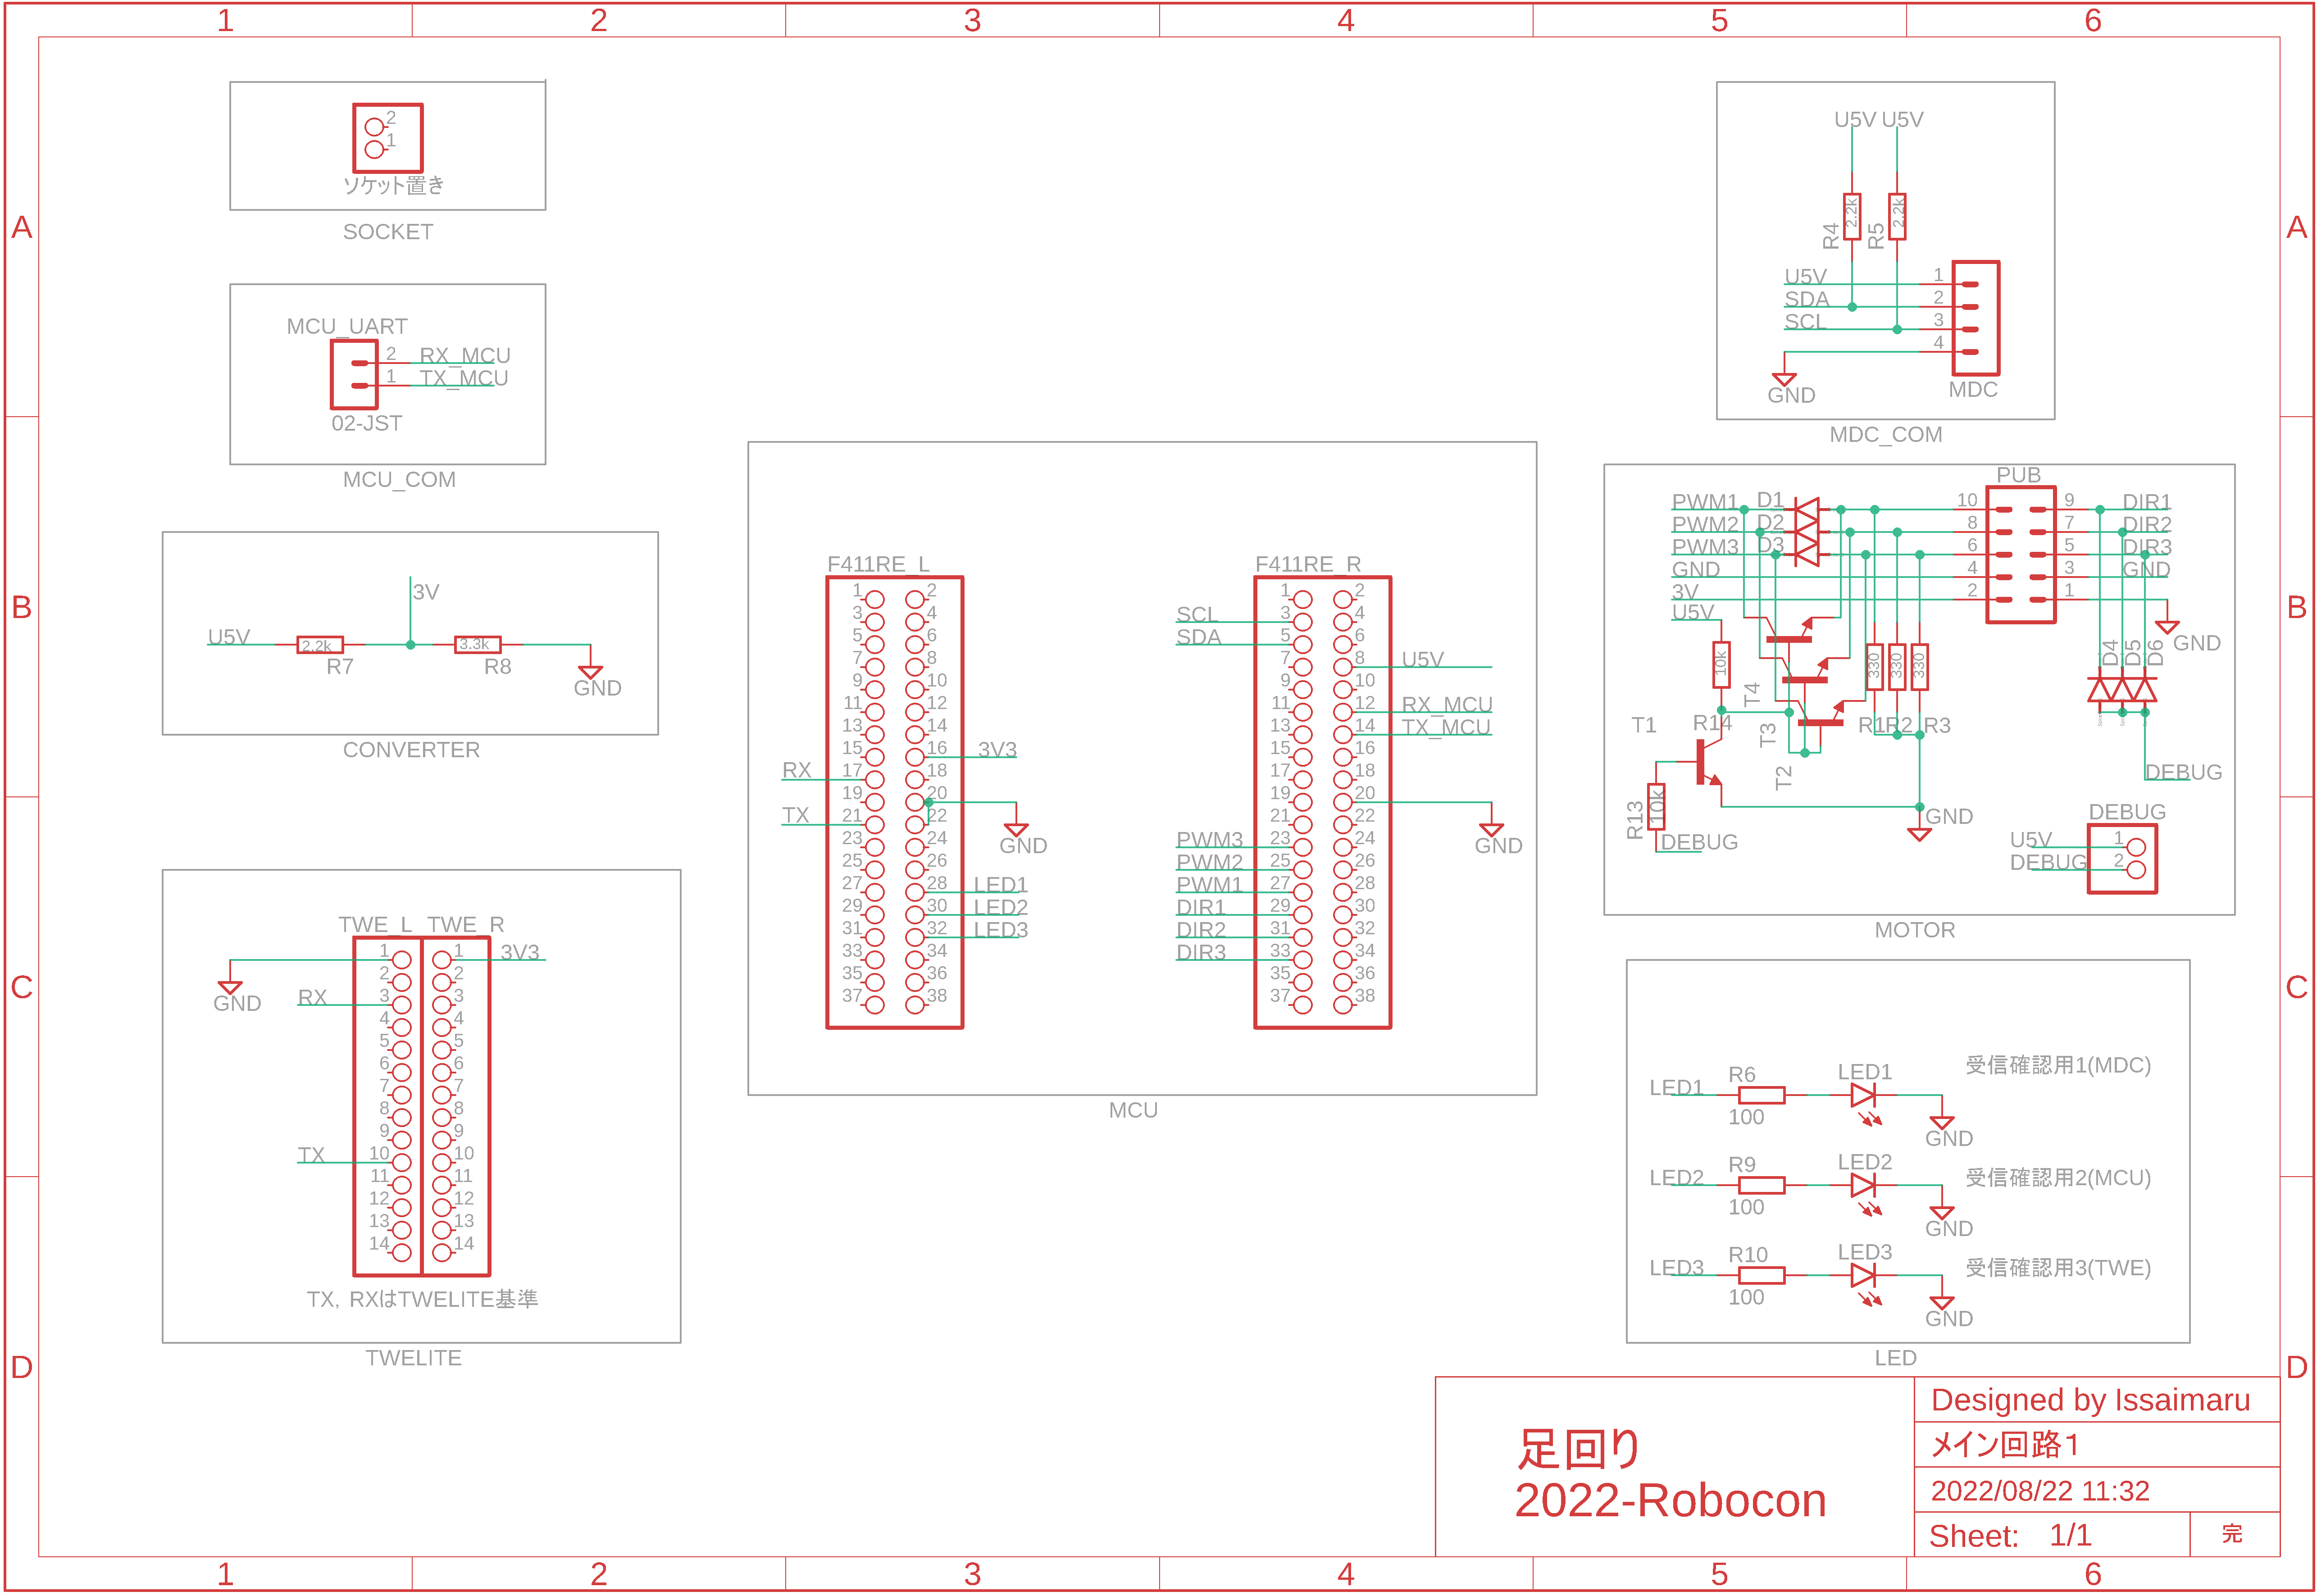 1 2 3 4 5 6
A A
B B
C C
D D
2
1
ソケット置き
SOCKET
MCU_UART
2 RX_MCU
1 TX_MCU
02-JST
MCU_COM
3V
U5V 2.2k 3.3k
R7 R8
GND
CONVERTER
TWE_L TWE_R
1 1 3V3
2 2
GND
RX 3 3
4 4
5 5
6 6
7 7
8 8
9 9
TX 10 10
11 11
12 12
13 13
14 14
TX, RXはTWELITE基準
TWELITE
F411RE_L
1 2
3 4
5 6
7 8
9 10
11 12
13 14
15 16 3V3
RX 17 18
19 20
TX 21 22
23 24
GND
25 26
27 28 LED1
29 30 LED2
31 32 LED3
33 34
35 36
37 38
F411RE_R
1 2
SCL 3 4
SDA 5 6
7 8 U5V
9 10
11 12 RX_MCU
13 14 TX_MCU
15 16
17 18
19 20
21 22
PWM3 23 24
GND
PWM2 25 26
PWM1 27 28
DIR1 29 30
DIR2 31 32
DIR3 33 34
35 36
37 38
MCU
U5V U5V
R4 2.2k R5 2.2k
U5V 1
SDA 2
SCL 3
4
GND
MDC
MDC_COM
PUB
PWM1 D1 10 9 DIR1
PWM2 D2 8 7 DIR2
PWM3 D3 6 5 DIR3
GND 4 3 GND
3V 2 1
U5V
GND
10k 330 330 330
D4 D5 D6
T1 R14 T4 T3 T2 R1 R2 R3
DEBUG
R13 10k
DEBUG
GND
DEBUG
U5V 1
DEBUG 2
MOTOR
LED1 R6 LED1 受信確認用1(MDC)
100
GND
LED2 R9 LED2 受信確認用2(MCU)
100
GND
LED3 R10 LED3 受信確認用3(TWE)
100
GND
LED
足回り
2022-Robocon
Designed by Issaimaru
メイン回路1
2022/08/22 11:32
Sheet: 1/1 完
1 2 3 4 5 6